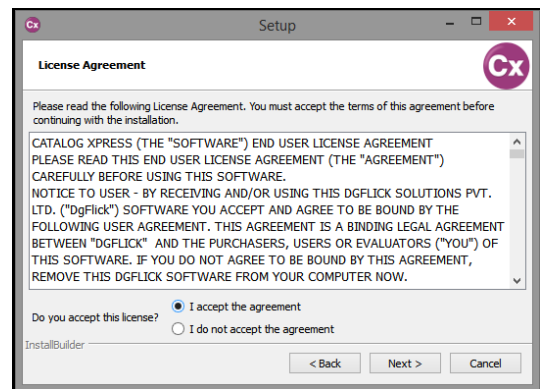 Cx
Setup
License Agreement
Cx
Please read the following License Agreement. You must accept the terms of this agreement before
continuing with the installation.
CATALOG XPRESS (THE "SOFTWARE") END USER LICENSE AGREEMENT
PLEASE READ THIS END USER LICENSE AGREEMENT (THE "AGREEMENT")
CAREFULLY BEFORE USING THIS SOFTWARE.
NOTICE TO USER - BY RECEIVING AND/OR USING THIS DGFLICK SOLUTIONS PVT.
LTD. ("DgFlick") SOFTWARE YOU ACCEPT AND AGREE TO BE BOUND BY THE
FOLLOWING USER AGREEMENT. THIS AGREEMENT IS A BINDING LEGAL AGREEMENT
BETWEEN "DGFLICK" AND THE PURCHASERS, USERS OR EVALUATORS ("YOU") OF
THIS SOFTWARE. IF YOU DO NOT AGREE TO BE BOUND BY THIS AGREEMENT,
REMOVE THIS DGFLICK SOFTWARE FROM YOUR COMPUTER NOW.
Do you accept this license?
I accept the agreement
I do not accept the agreement
InstallBuilder
< Back
Next >
Cancel